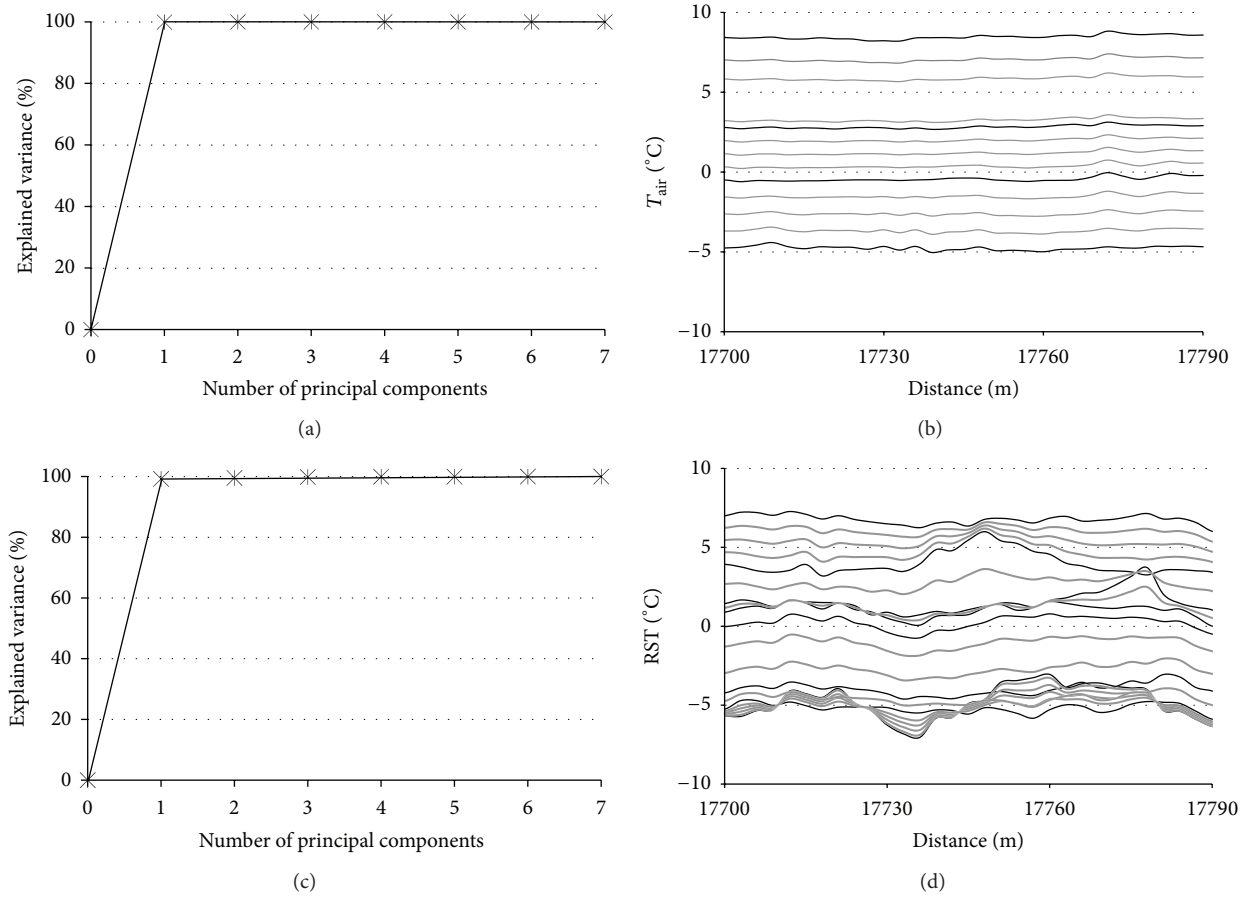 100
80
60
40
20
0
Explained variance (%)
0 1 2 3 4 5 6 7
Number of principal components
(a)
10
5
0
−5
−10
T air (°C)
17700 17730 17760 17790
Distance (m)
(b)
100
80
60
40
20
0
Explained variance (%)
0 1 2 3 4 5 6 7
Number of principal components
(c)
10
5
0
−5
−10
RST (°C)
17700 17730 17760 17790
Distance (m)
(d)